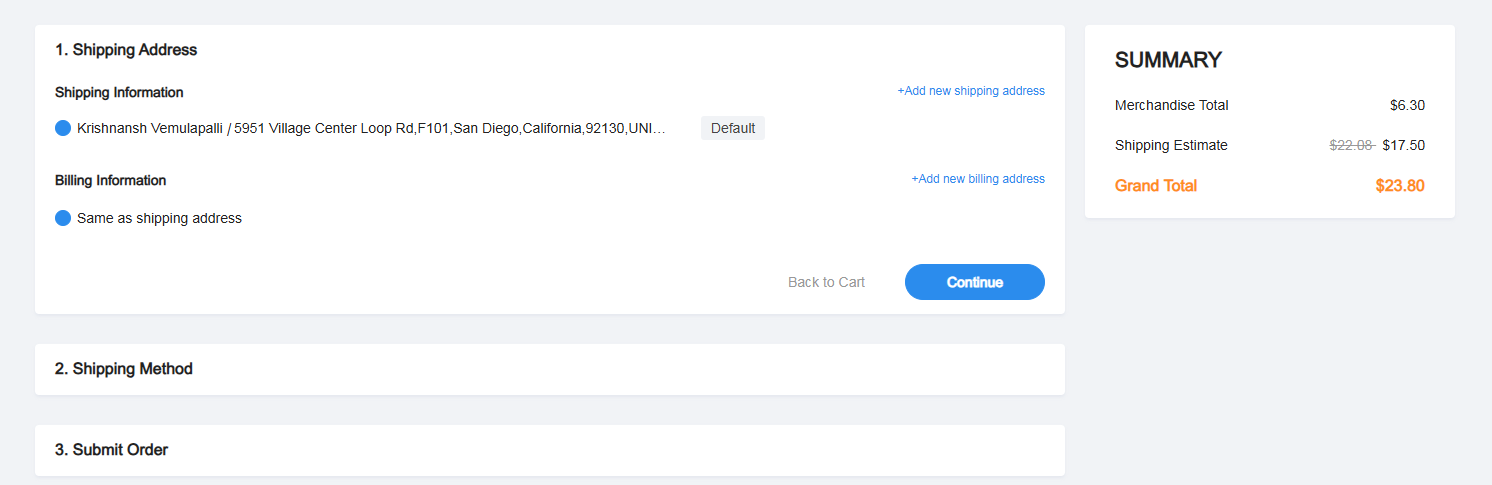 1. Shipping Address
Shipping Information
+Add new shipping address
Krishnansh Vemulapalli / 5951 Village Center Loop Rd,F101,San Diego,California,92130,UNI...
Default
Billing Information
+Add new billing address
Same as shipping address
Back to Cart
Continue
2. Shipping Method
3. Submit Order
SUMMARY
Merchandise Total $6.30
Shipping Estimate $22.08 $17.50
Grand Total $23.80